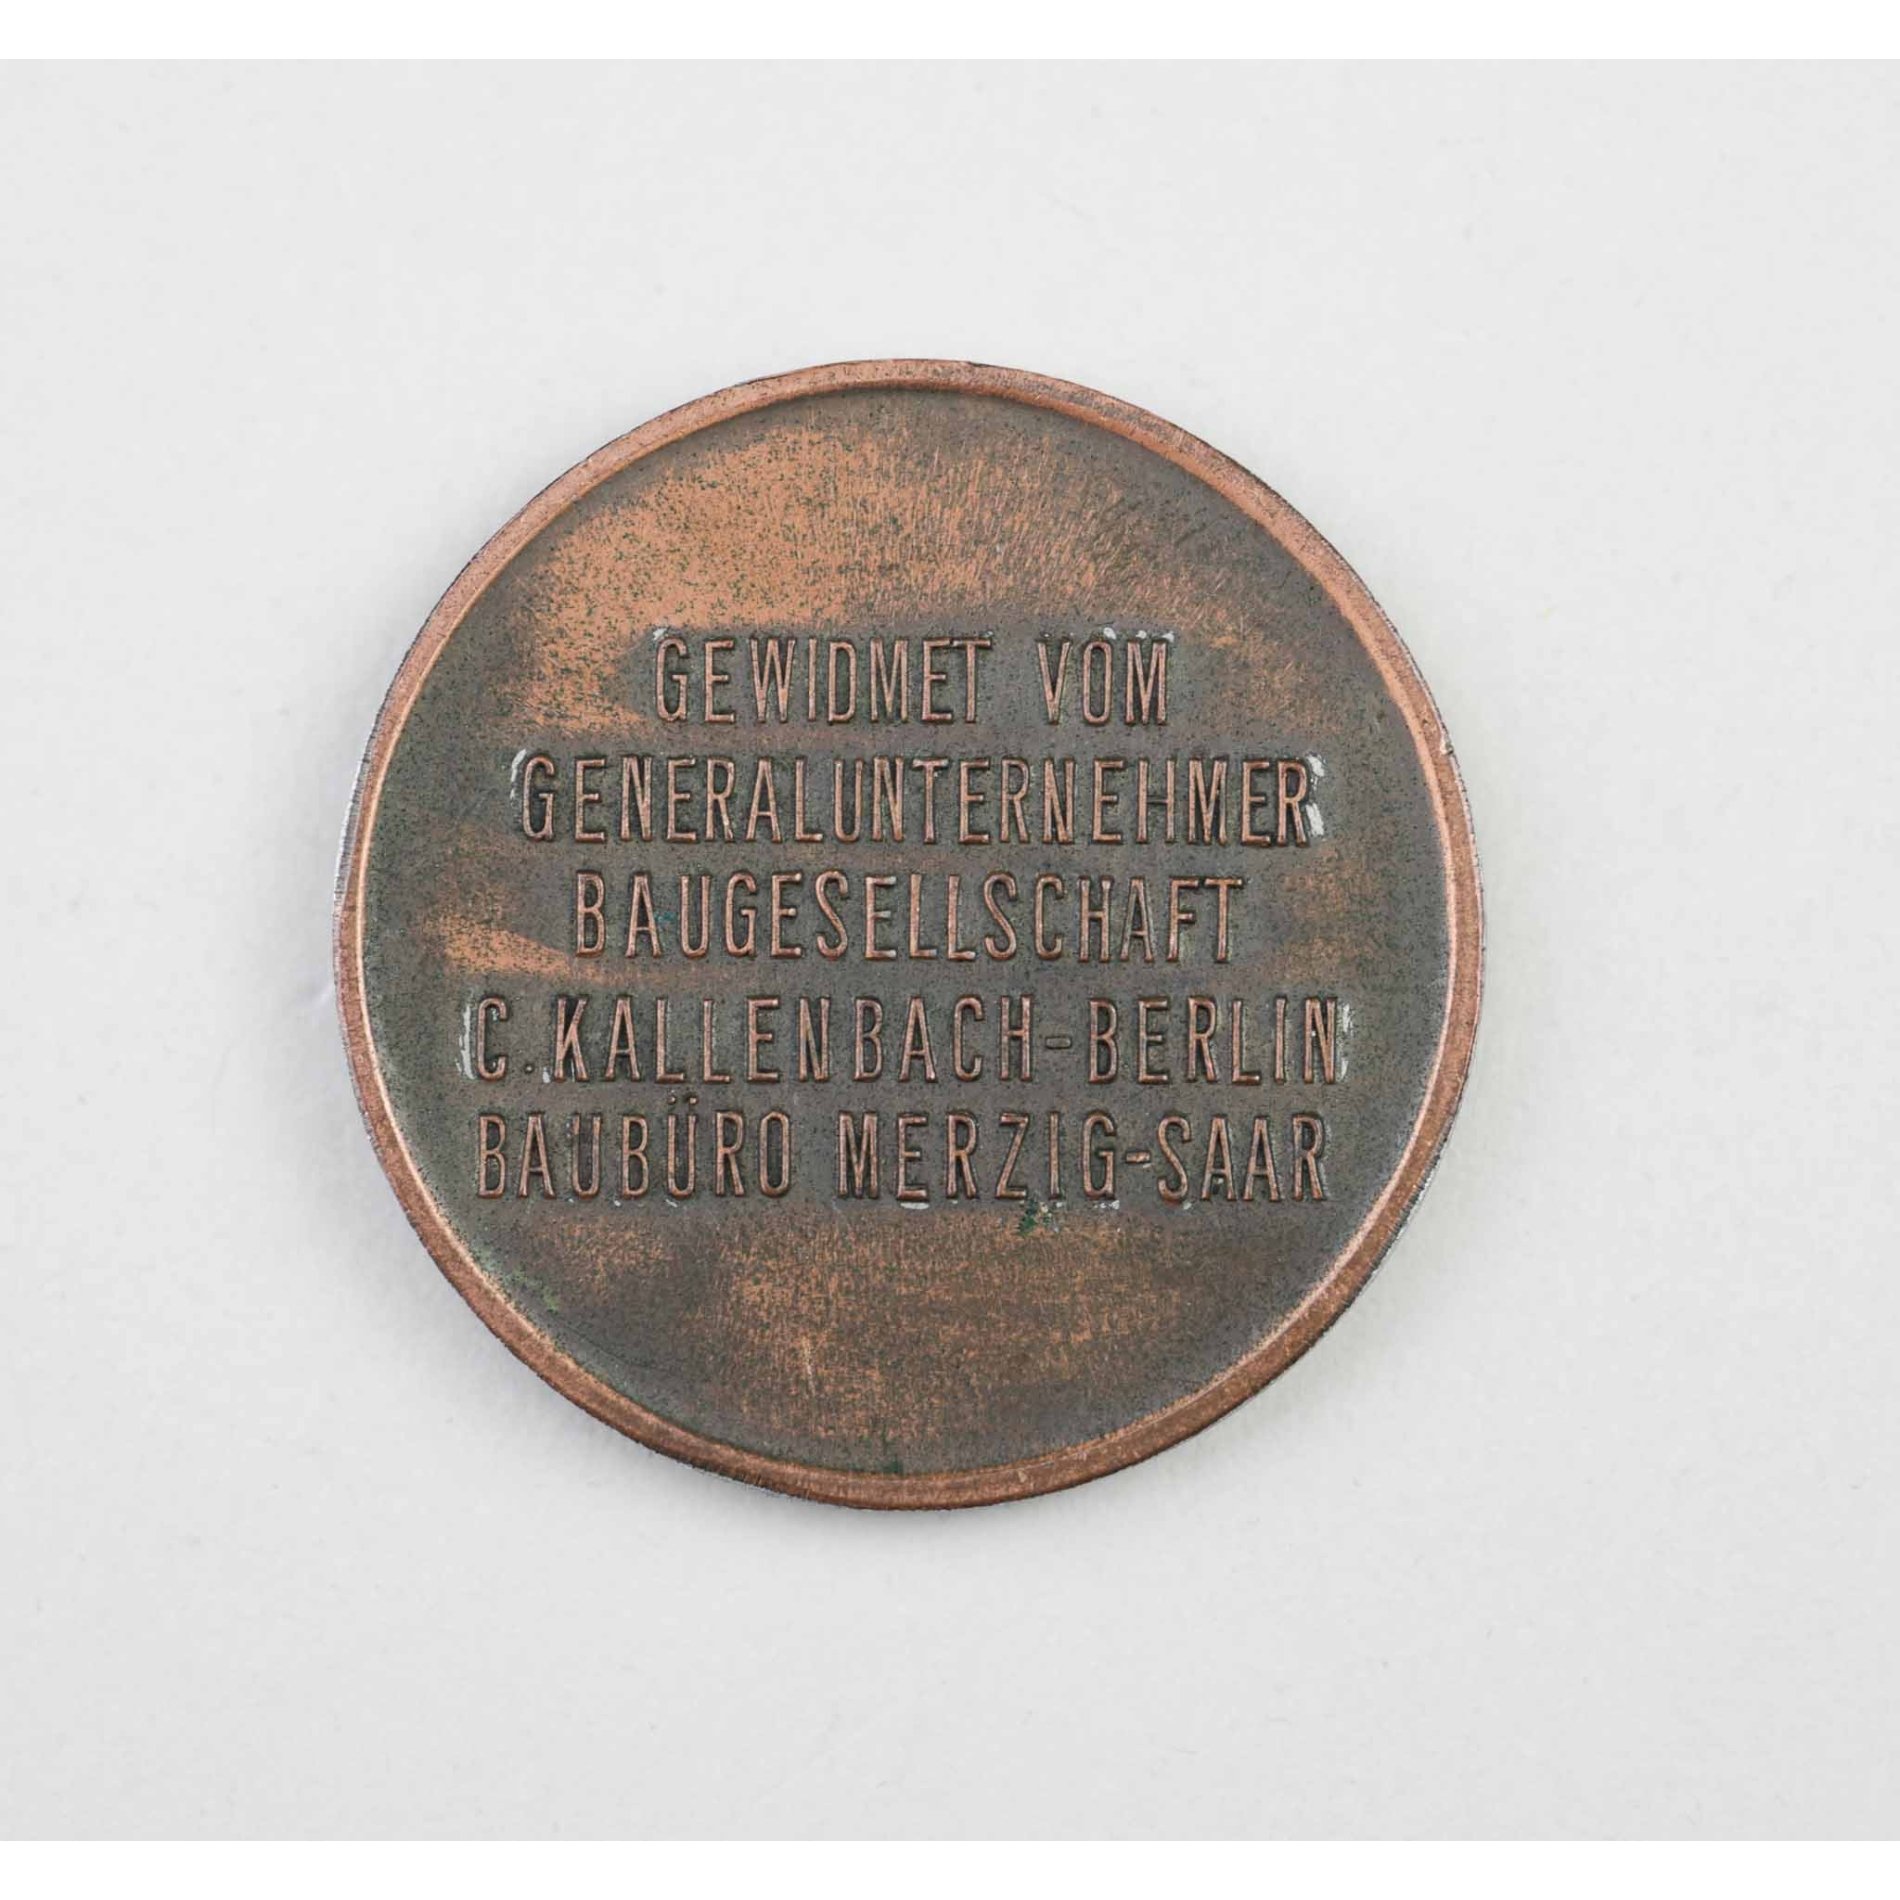 GEWIDMET VOM
GENERALUNTERNEHMER
BAUGESELLSCHAFT
C.KALLENBACH-BERLIN
BAUBÜRO MERZIG-SAAR